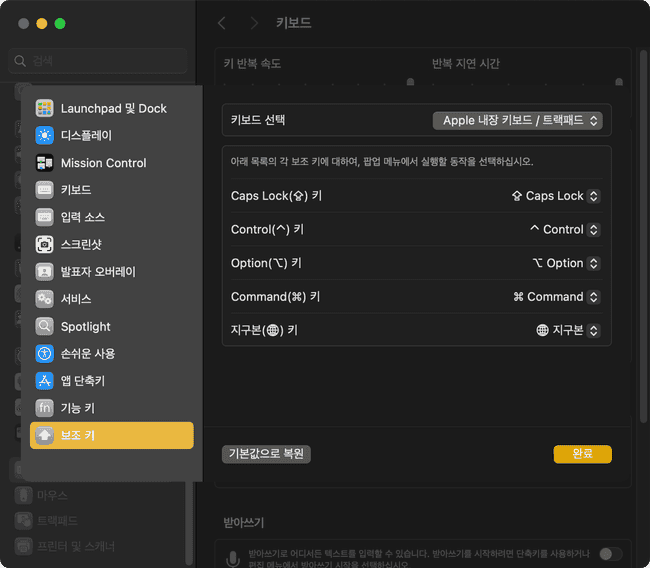 키보드
검색
키 반복 속도
반복 지연 시간
Launchpad 및 Dock
디스플레이
Mission Control
키보드
입력 소스
스크린샷
발표자 오버레이
서비스
Spotlight
손쉬운 사용
앱 단축키
fn 기능 키
보조 키
키보드 선택
Apple 내장 키보드 / 트랙패드
아래 목록의 각 보조 키에 대하여, 팝업 메뉴에서 실행할 동작을 선택하십시오.
Caps Lock(⇪) 키
⇪ Caps Lock
Control(^) 키
^ Control
Option(⌥) 키
⌥ Option
Command(⌘) 키
⌘ Command
지구본(🌐) 키
🌐 지구본
기본값으로 복원
완료
마우스
트랙패드
프린터 및 스캐너
받아쓰기
받아쓰기로 어디서든 텍스트를 입력할 수 있습니다. 받아쓰기를 시작하려면 단축키를 사용하거나
편집 메뉴에서 받아쓰기 시작을 선택하십시오.